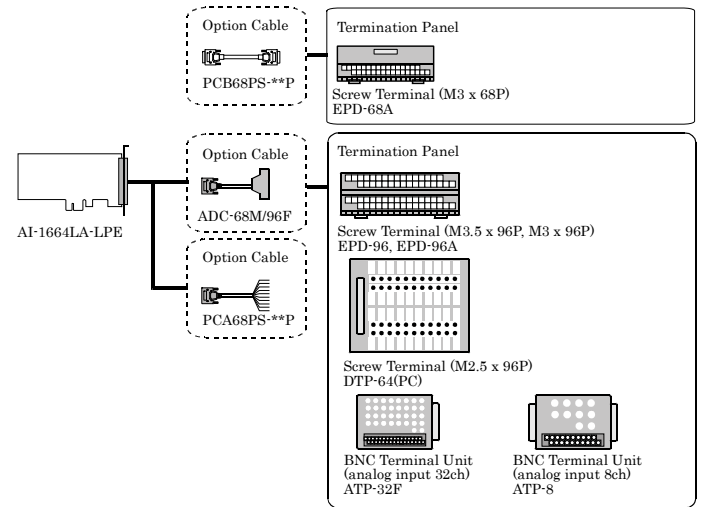 Option Cable
PCB68PS-**P
Termination Panel
Screw Terminal (M3 x 68P)
EPD-68A
AI-1664LA-LPE
Option Cable
ADC-68M/96F
Option Cable
PCA68PS-**P
Termination Panel
Screw Terminal (M3.5 x 96P, M3 x 96P)
EPD-96, EPD-96A
Screw Terminal (M2.5 x 96P)
DTP-64(PC)
BNC Terminal Unit
(analog input 32ch)
ATP-32F
BNC Terminal Unit
(analog input 8ch)
ATP-8